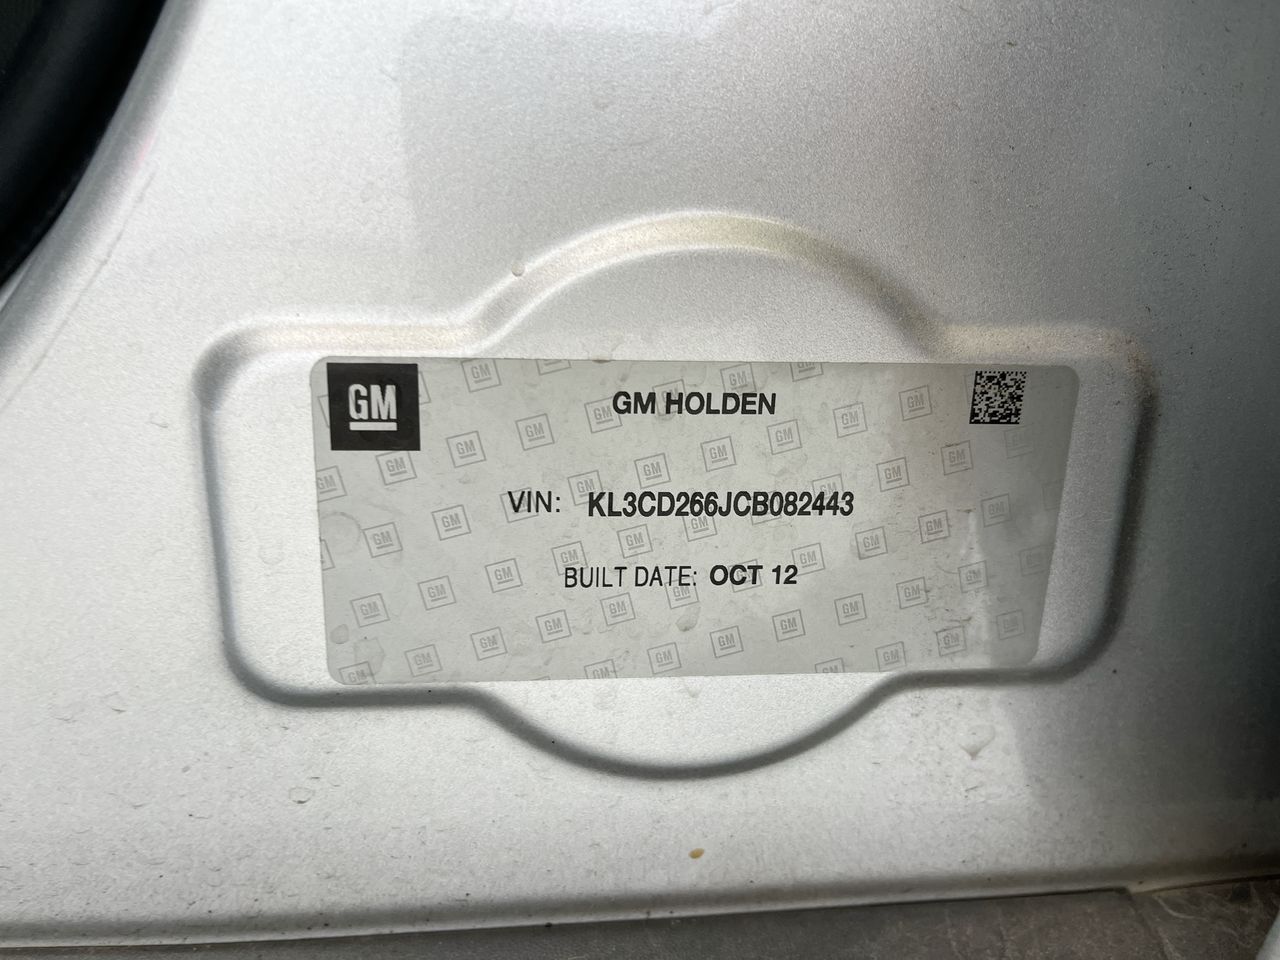 GM
GM HOLDEN
VIN: KL3CD266JCB082443
BUILT DATE: OCT 12